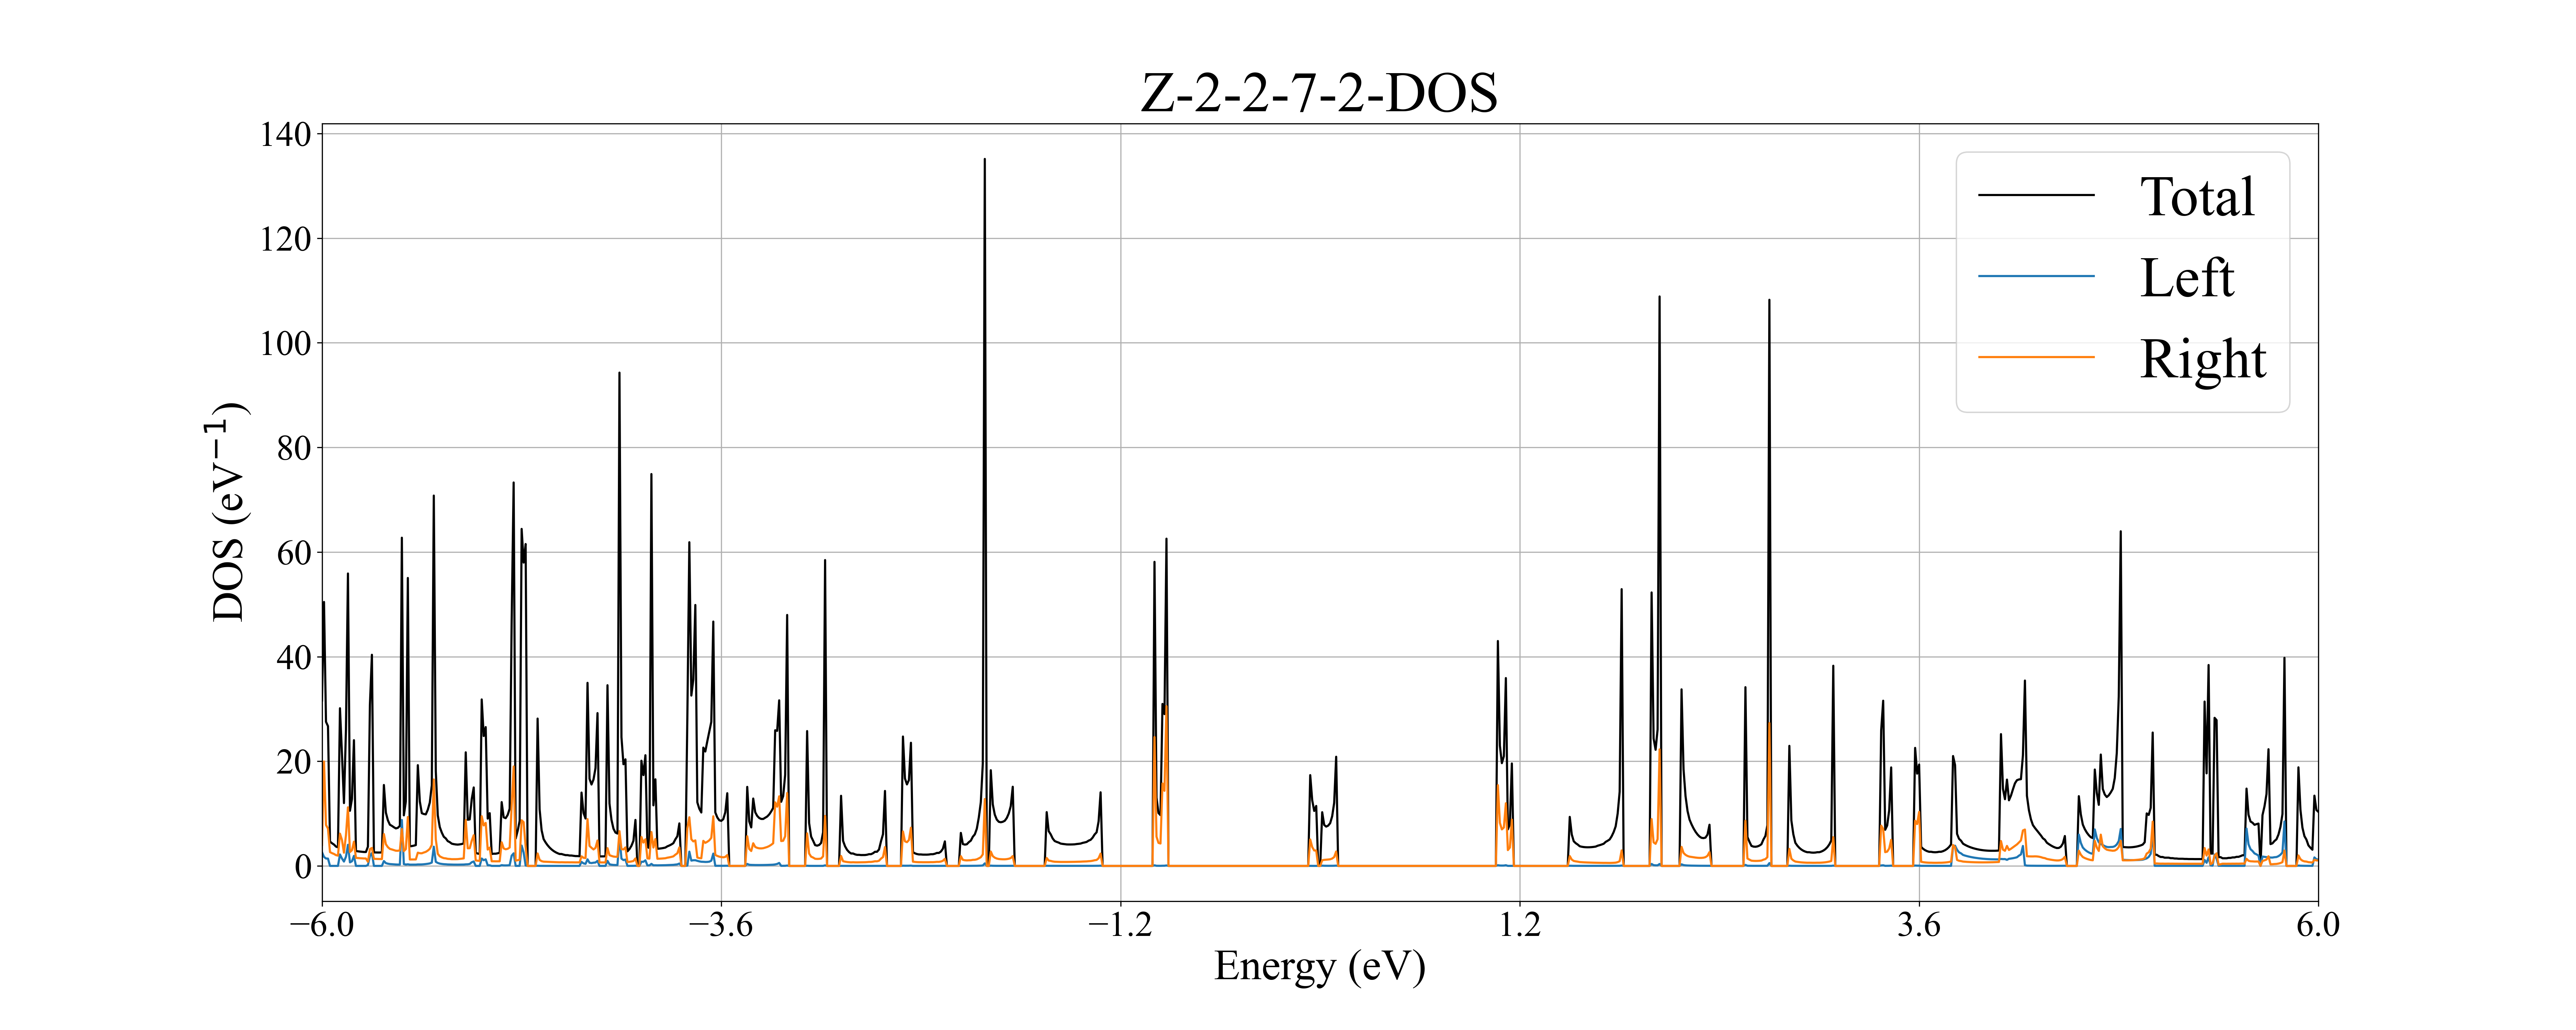 Z-2-2-7-2-DOS
140
120
100
80
60
40
20
0
DOS (eV⁻¹)
Total
Left
Right
−6.0 −3.6 −1.2 1.2 3.6 6.0
Energy (eV)